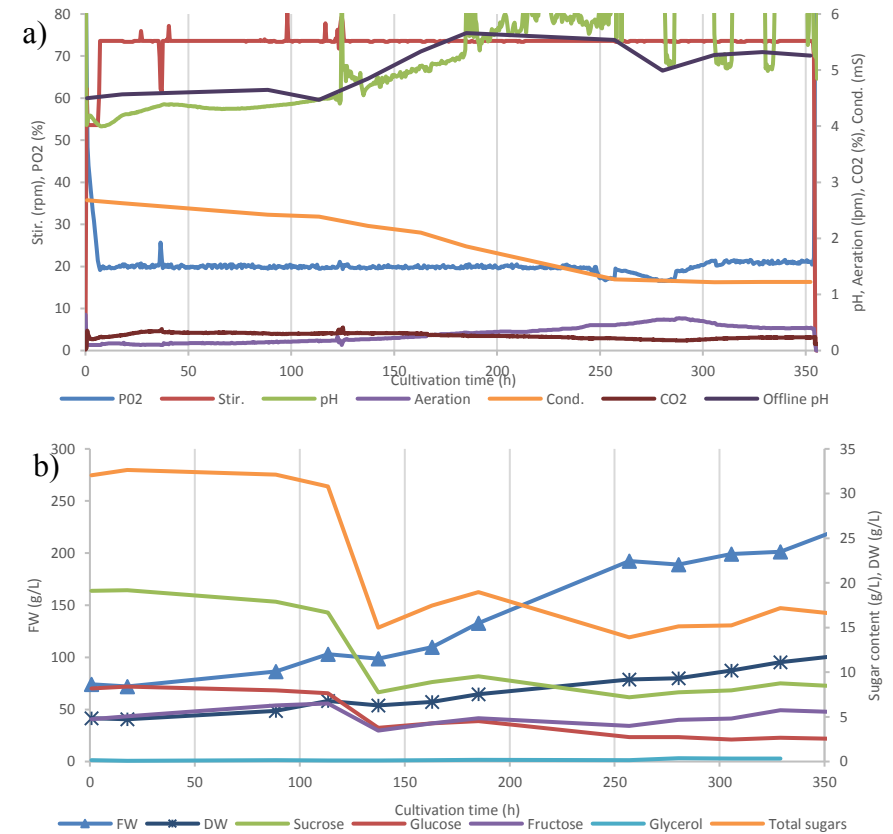 a)
80
70
60
50
40
30
20
10
0
Stir. (rpm), PO2 (%)
6
5
4
3
2
1
0
pH, Aeration (lpm), CO2 (%), Cond. (mS)
0 50 100 150 200 250 300 350
Cultivation time (h)
P02 Stir. pH Aeration Cond. CO2 Offline pH
b)
300
250
200
150
100
50
0
FW (g/L)
35
30
25
20
15
10
5
0
Sugar content (g/L), DW (g/L)
0 50 100 150 200 250 300 350
Cultivation time (h)
FW DW Sucrose Glucose Fructose Glycerol Total sugars